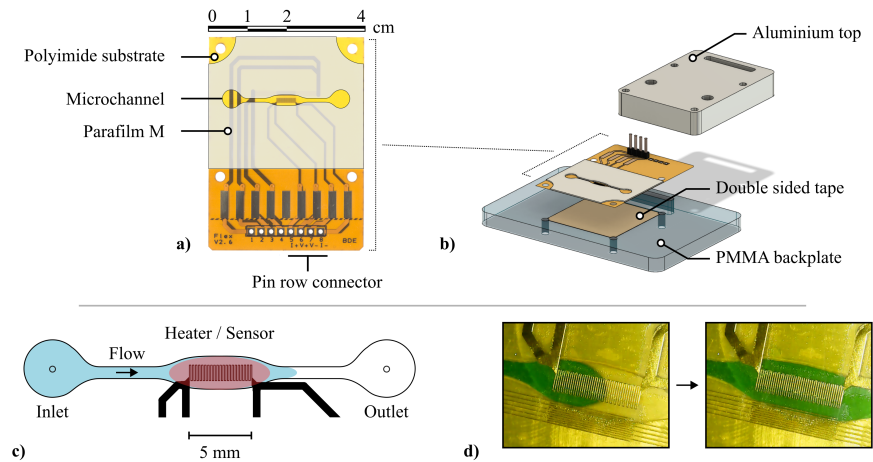 0 1 2 4
cm
Polyimide substrate
Microchannel
Parafilm M
Flex
V2.6
1 2 3 4 5 6 7 8
I+V+V-I-
BDE
a)
Pin row connector
Aluminium top
Double sided tape
PMMA backplate
b)
Heater / Sensor
Flow
Inlet
Outlet
5 mm
c)
d)